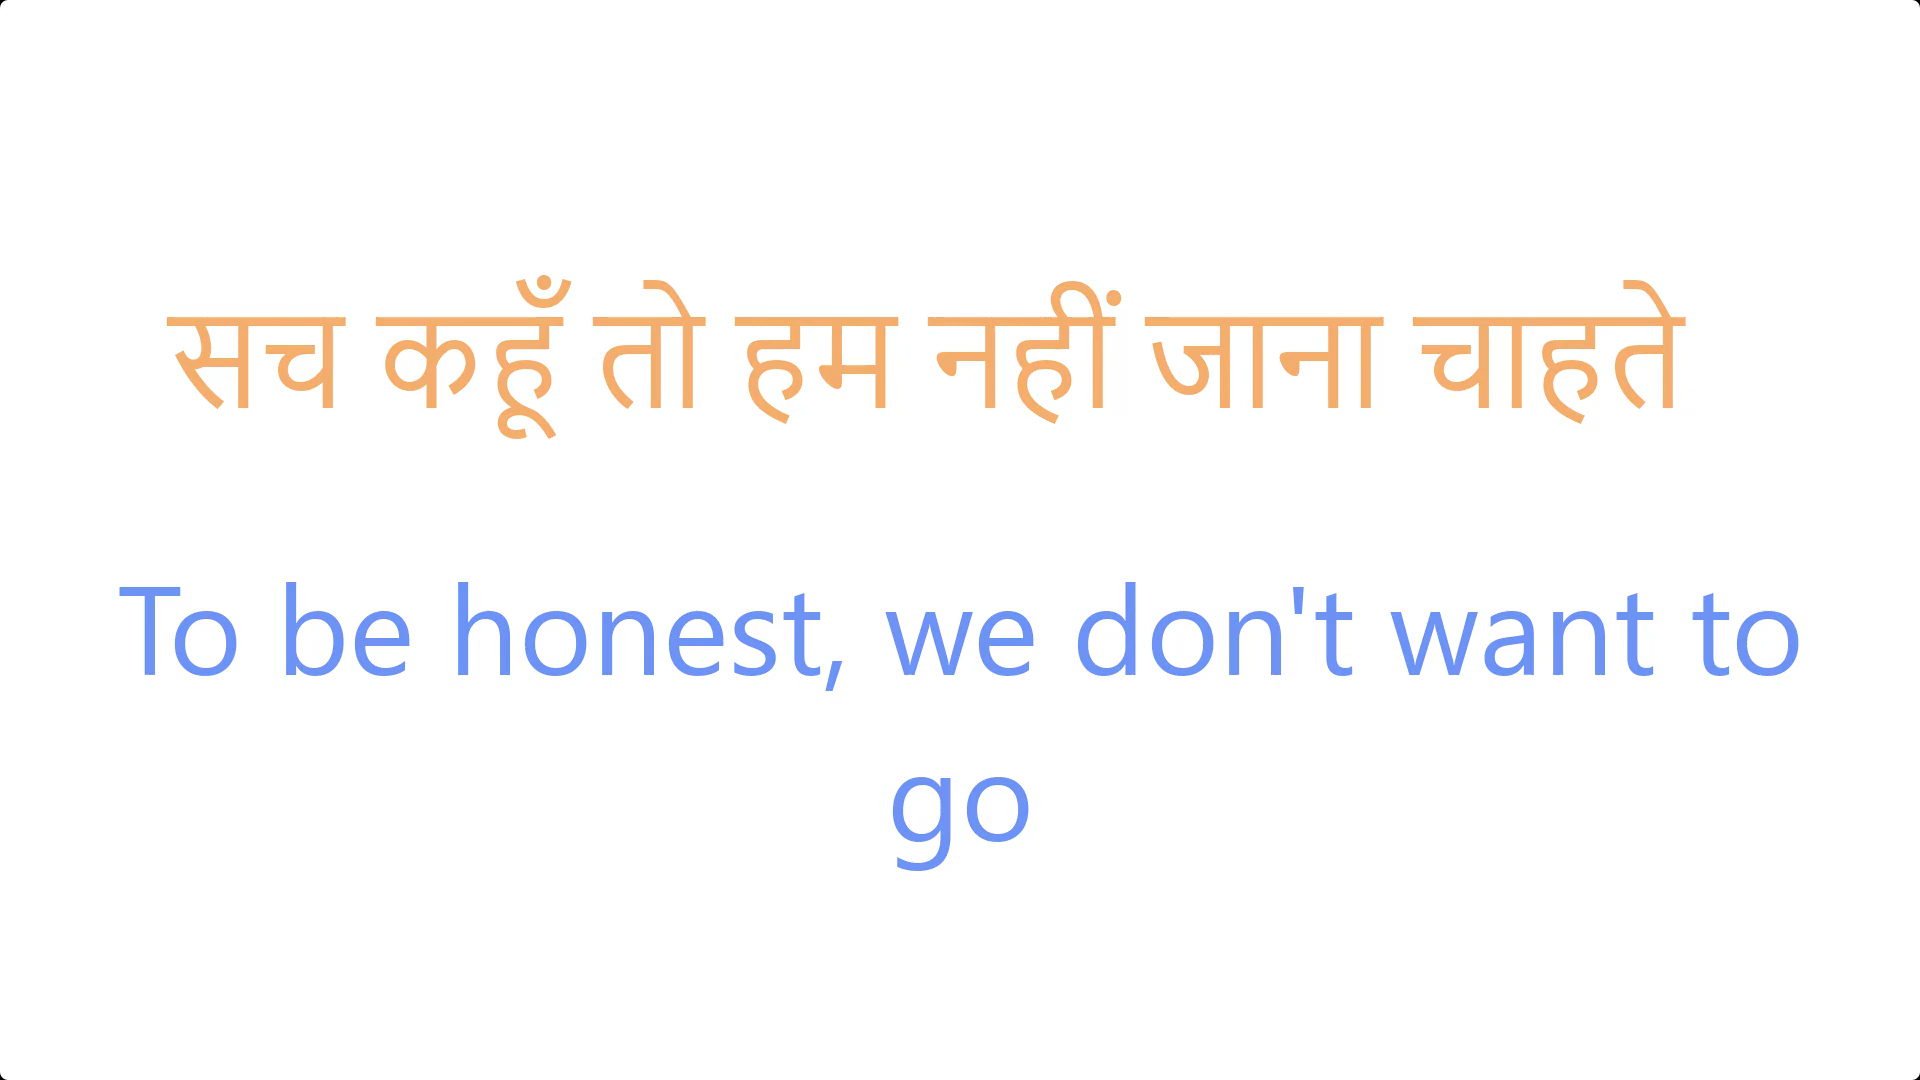 सच कहूँ तो हम नहीं जाना चाहते
To be honest, we don't want to
go